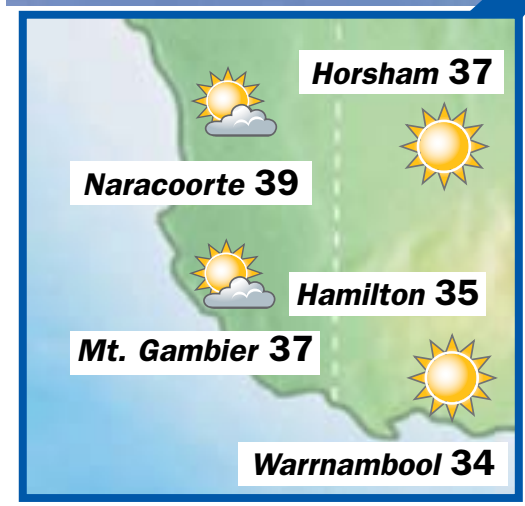 Horsham 37
Naracoorte 39
Hamilton 35
Mt. Gambier 37
Warrnambool 34